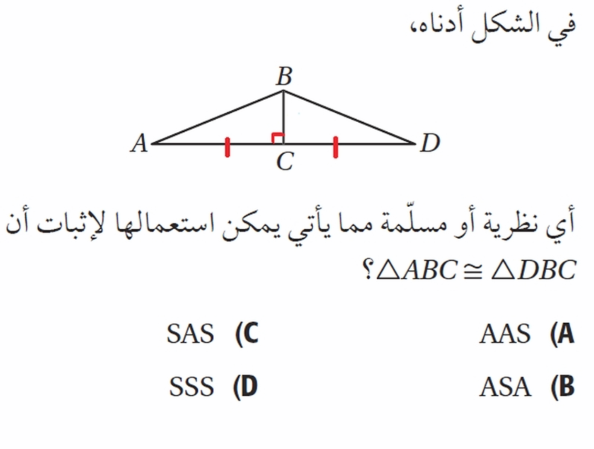 في الشكل أدناه،
B
A
D
C
أي نظرية أو مسلّمة مما يأتي يمكن استعمالها لإثبات أن
△ABC ≅ △DBC؟
AAS (A
SAS (C
ASA (B
SSS (D